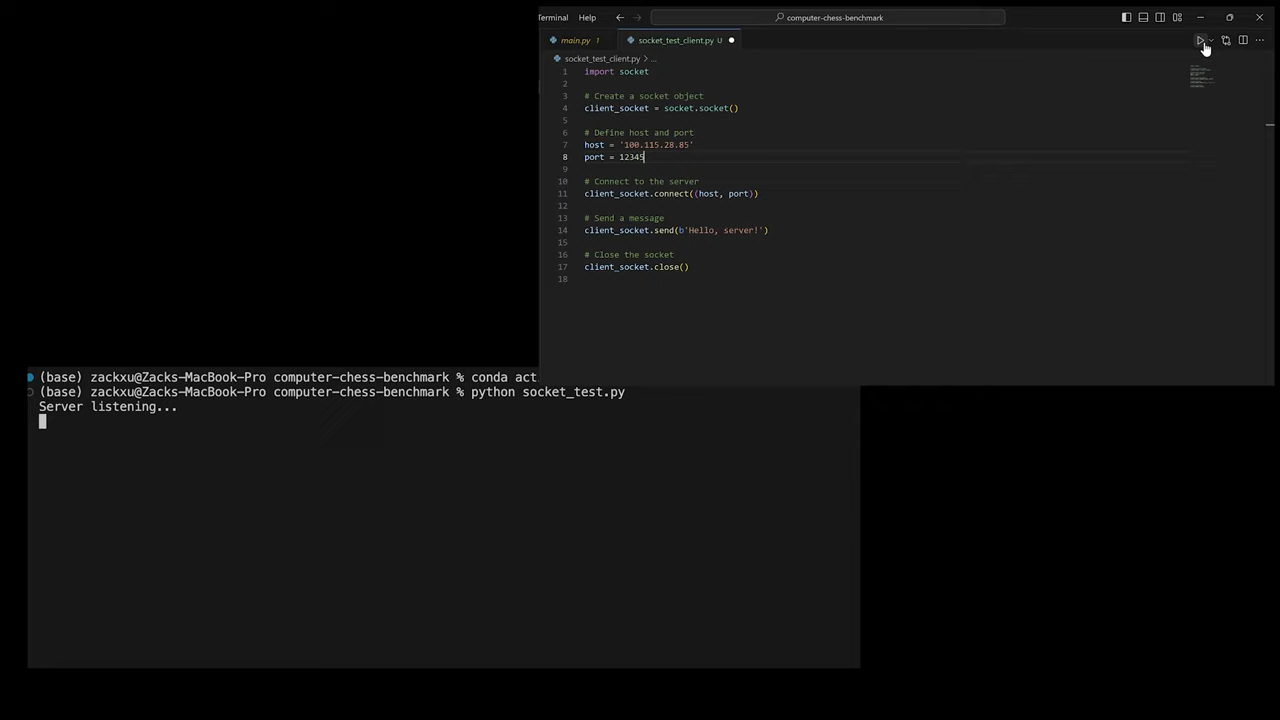 Terminal Help computer-chess-benchmark
main.py 1 socket_test_client.py U
socket_test_client.py > ...
1 import socket
2
3 # Create a socket object
4 client_socket = socket.socket()
5
6 # Define host and port
7 host = '100.115.28.85'
8 port = 12345
9
10 # Connect to the server
11 client_socket.connect((host, port))
12
13 # Send a message
14 client_socket.send(b'Hello, server!')
15
16 # Close the socket
17 client_socket.close()
18
(base) zackxu@Zacks-MacBook-Pro computer-chess-benchmark % conda act
(base) zackxu@Zacks-MacBook-Pro computer-chess-benchmark % python socket_test.py
Server listening...